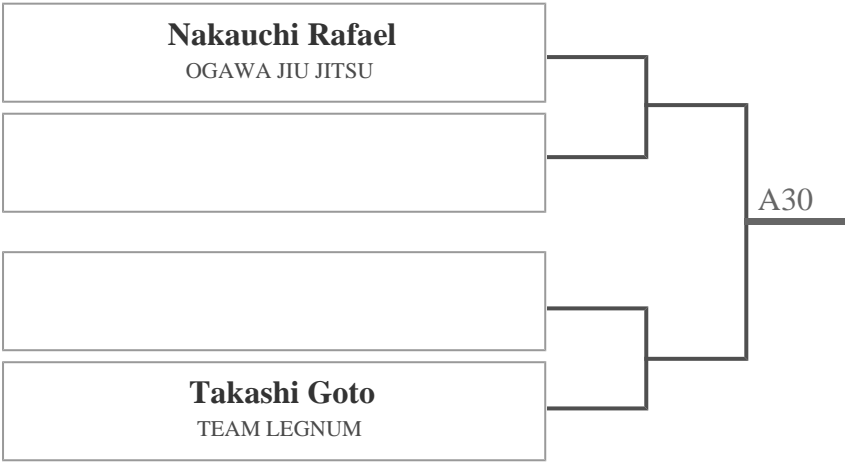 Nakauchi Rafael
OGAWA JIU JITSU
A30
Takashi Goto
TEAM LEGNUM